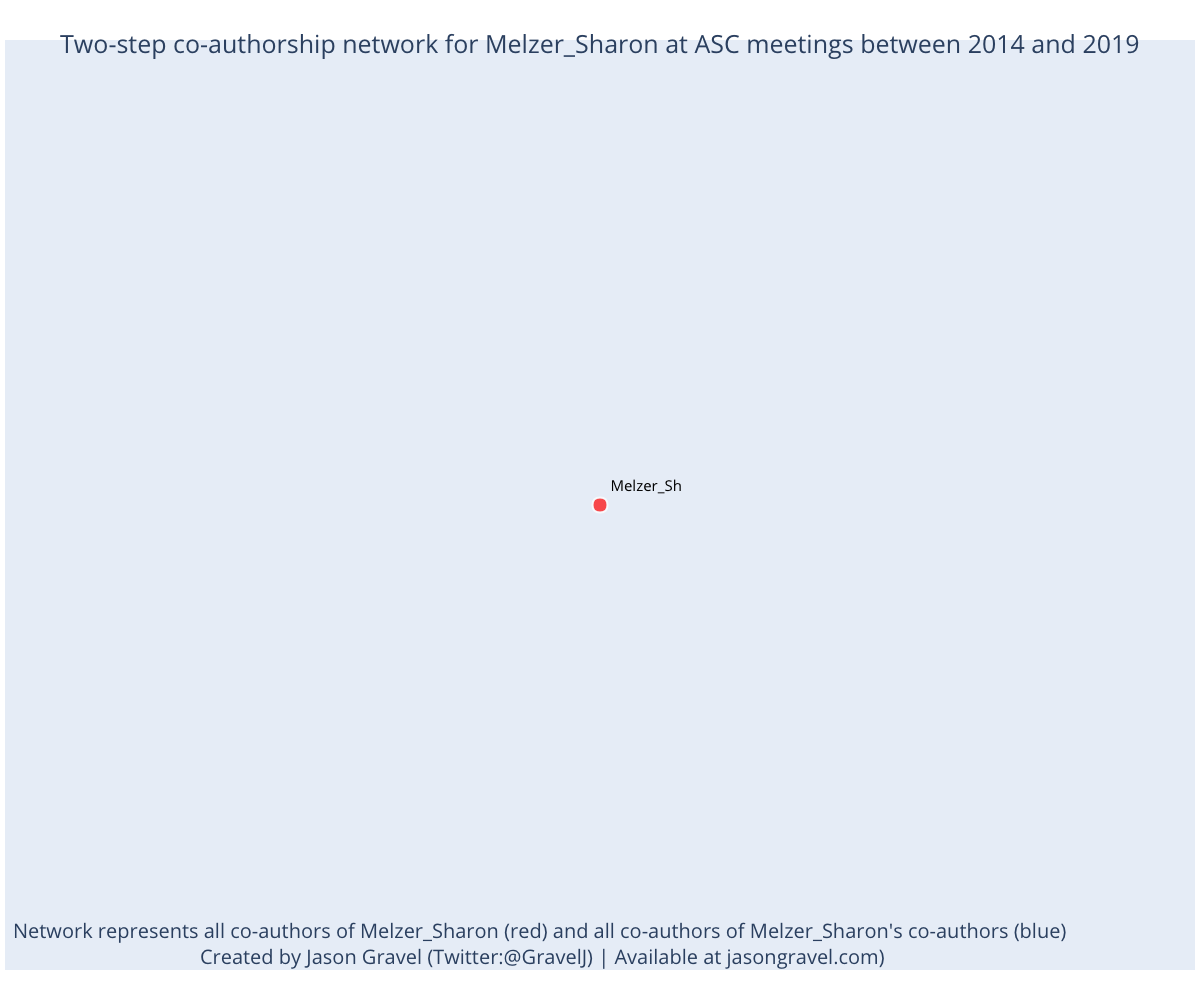 Two-step co-authorship network for Melzer_Sharon at ASC meetings between 2014 and 2019
Melzer_Sh
Network represents all co-authors of Melzer_Sharon (red) and all co-authors of Melzer_Sharon's co-authors (blue)
Created by Jason Gravel (Twitter:@GravelJ) | Available at jasongravel.com)